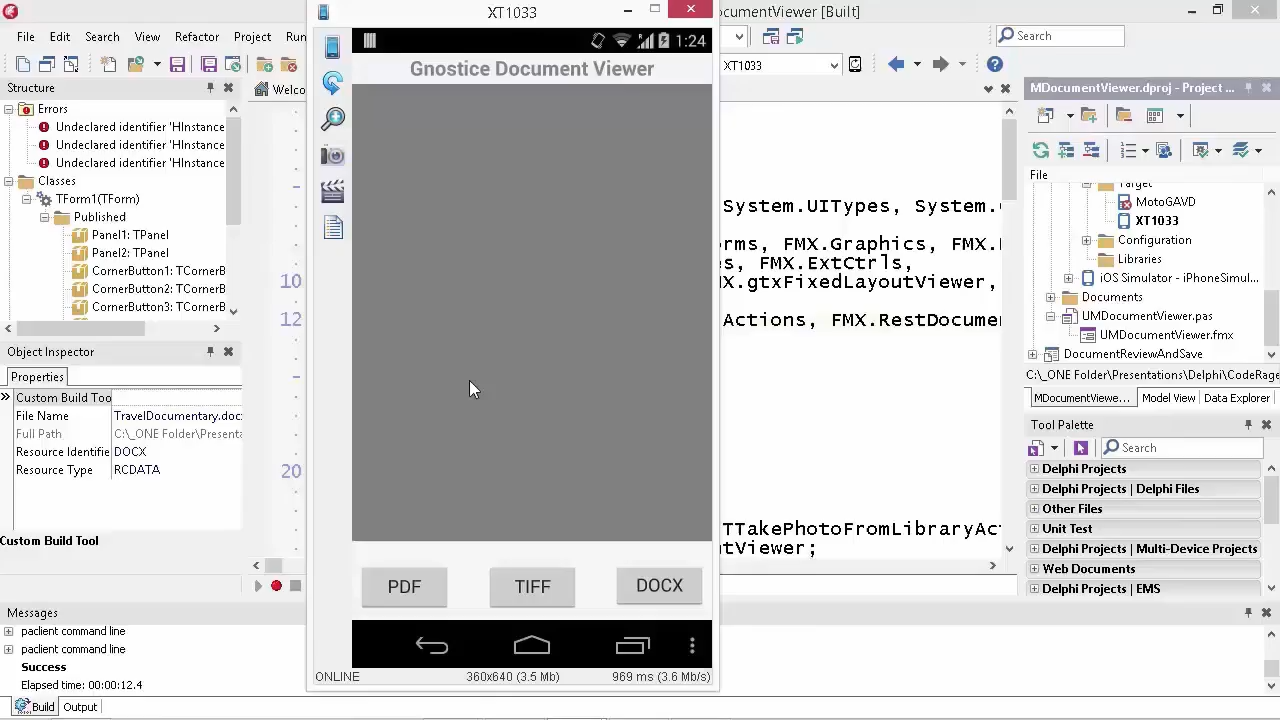 XT1033
ocumentViewer [Built]
File Edit Search View Refactor Project Run
Search
XT1033
Structure
Welco
Errors
Undeclared identifier 'HInstance
Undeclared identifier 'HInstance
Undeclared identifier 'HInstance
Classes
TForm1(TForm)
Published
Panel1: TPanel
Panel2: TPanel
CornerButton1: TCornerB
CornerButton2: TCornerB
CornerButton3: TCornerB
Object Inspector
Properties
Custom Build Too
File Name TravelDocumentary.doc
Full Path C:\_ONE Folder\Presenta
Resource Identifie DOCX
Resource Type RCDATA
Custom Build Tool
10
12
20
1:24
Gnostice Document Viewer
PDF TIFF DOCX
ONLINE 360x640 (3.5 Mb) 969 ms (3.6 Mb/s)
System.UITypes, System.
rms, FMX.Graphics, FMX.
s, FMX.ExtCtrls,
X.gtxFixedLayoutViewer,
Actions, FMX.RestDocume
TTakePhotoFromLibraryAc
tViewer;
MDocumentViewer.dproj - Project ...
File
Target
MotoGAVD
XT1033
Configuration
Libraries
iOS Simulator - iPhoneSimul...
Documents
UMDocumentViewer.pas
UMDocumentViewer.fmx
DocumentReviewAndSave
C:\_ONE Folder\Presentations\Delphi\CodeRage
MDocumentViewe... Model View Data Explorer
Tool Palette
Search
Delphi Projects
Delphi Projects | Delphi Files
Other Files
Unit Test
Delphi Projects | Multi-Device Projects
Web Documents
Delphi Projects | EMS
Messages
paclient command line
paclient command line
Success
Elapsed time: 00:00:12.4
Build Output